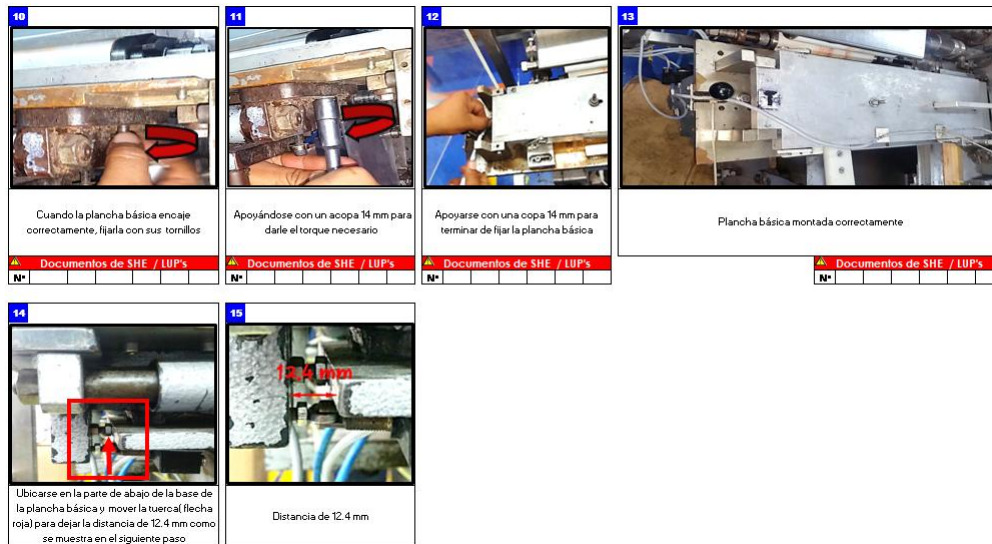 10
Cuando la plancha básica encaje
correctamente, fijarla con sus tornillos
Documentos de SHE / LUP's
N°
11
Apoyándose con un acopa 14 mm para
darle el torque necesario
Documentos de SHE / LUP's
N°
12
Apoyarse con una copa 14 mm para
terminar de fijar la plancha básica
Documentos de SHE / LUP's
N°
13
Plancha básica montada correctamente
Documentos de SHE / LUP's
N°
14
Ubicarse en la parte de abajo de la base de
la plancha básica y mover la tuerca( flecha
roja) para dejar la distancia de 12.4 mm como
se muestra en el siguiente paso
15
12,4 mm
Distancia de 12.4 mm